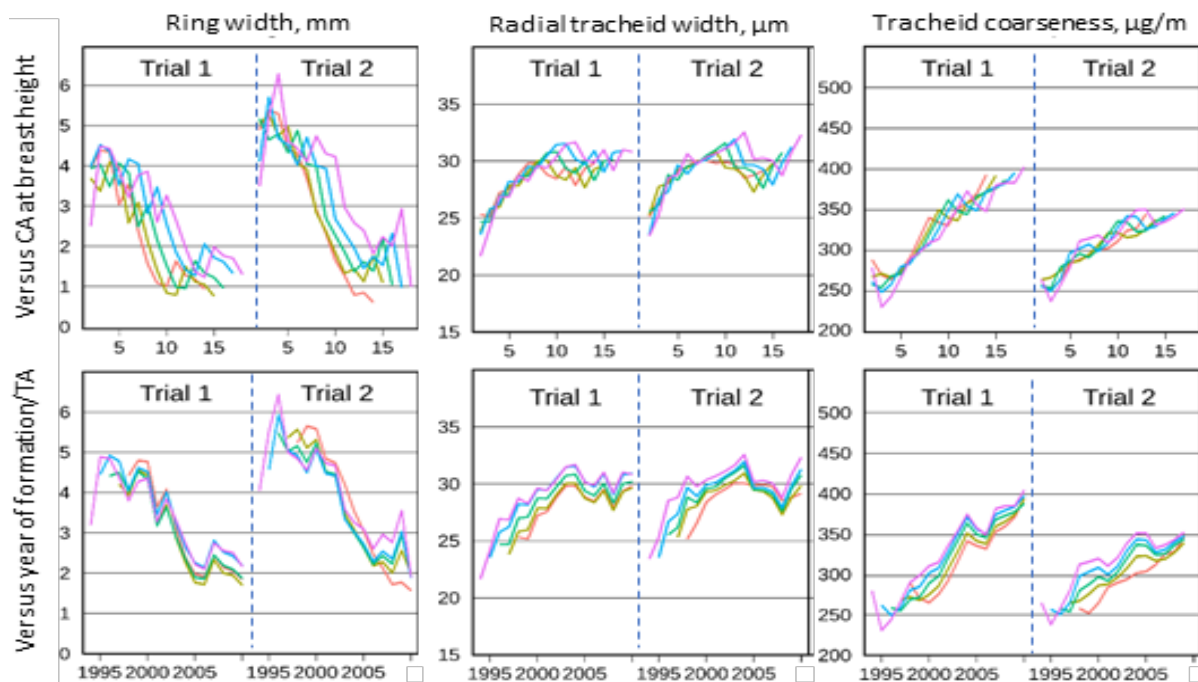 Ring width, mm
Radial tracheid width, µm
Tracheid coarseness, µg/m
Versus CA at breast height
Trial 1
Trial 2
6
5
4
3
2
1
0
5
10
15
5
10
15
Trial 1
Trial 2
35
30
25
20
15
5
10
15
5
10
15
Trial 1
Trial 2
500
450
400
350
300
250
200
5
10
15
5
10
15
Versus year of formation/TA
Trial 1
Trial 2
6
5
4
3
2
1
0
1995 2000 2005
1995 2000 2005
Trial 1
Trial 2
35
30
25
20
15
1995 2000 2005
1995 2000 2005
Trial 1
Trial 2
500
450
400
350
300
250
200
1995 2000 2005
1995 2000 2005